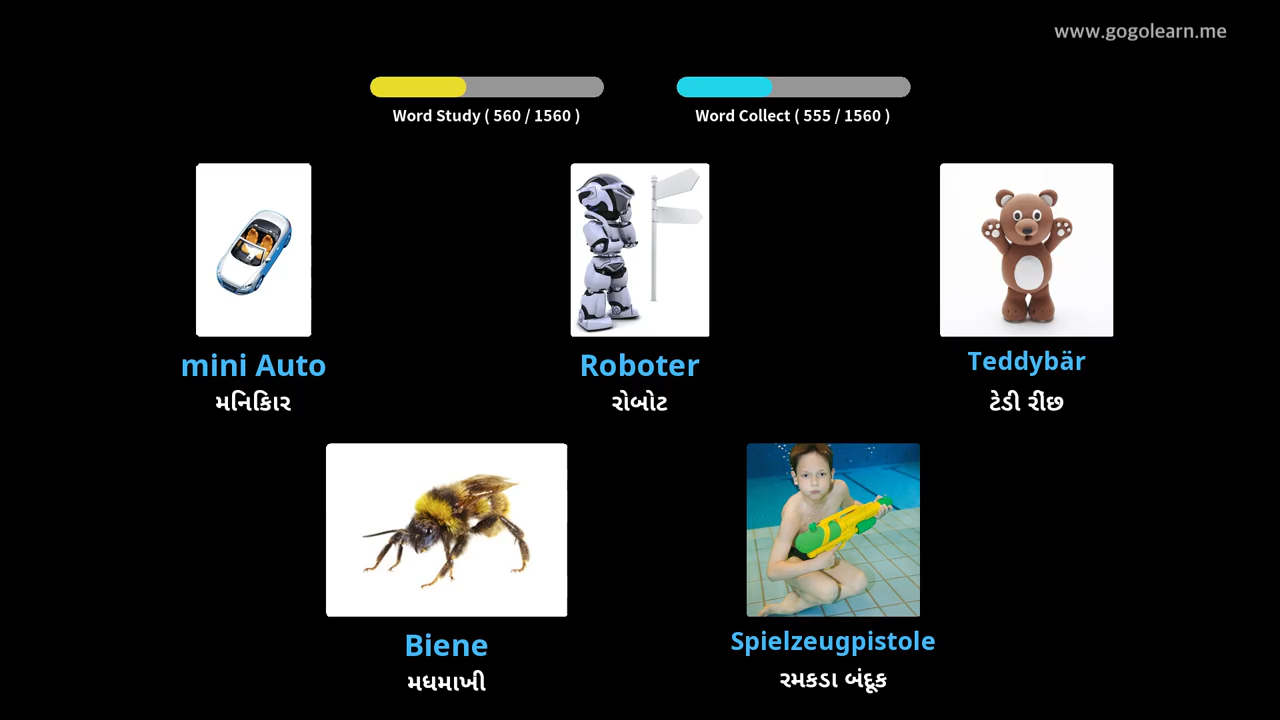 www.gogolearn.me
Word Study ( 560 / 1560 )
Word Collect ( 555 / 1560 )
mini Auto
મિનિકાર
Roboter
રોબોટ
Teddybär
ટેડી રીંછ
Biene
મધમાખી
Spielzeugpistole
રમકડા બંદૂક